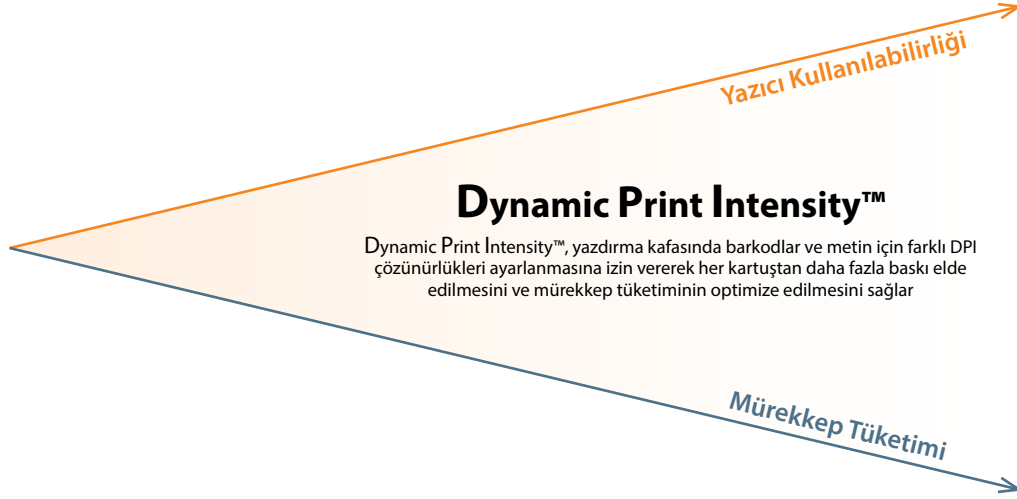 Yazıcı Kullanılabilirliği
Dynamic Print Intensity™
Dynamic Print Intensity™, yazdırma kafasında barkodlar ve metin için farklı DPI
çözünürlükleri ayarlanmasına izin vererek her kartuştan daha fazla baskı elde
edilmesini ve mürekkep tüketiminin optimize edilmesini sağlar
Mürekkep Tüketimi